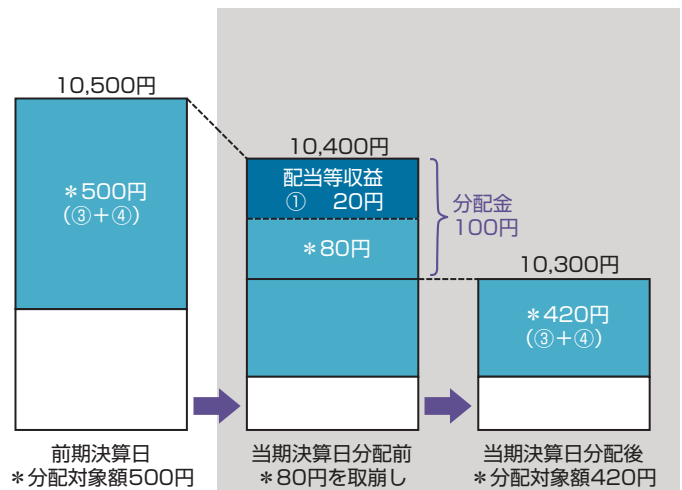 10,500円
＊500円
(③＋④)
前期決算日
＊分配対象額500円
10,400円
配当等収益
① 20円
＊80円
分配金
100円
当期決算日分配前
＊80円を取崩し
10,300円
＊420円
(③＋④)
当期決算日分配後
＊分配対象額420円